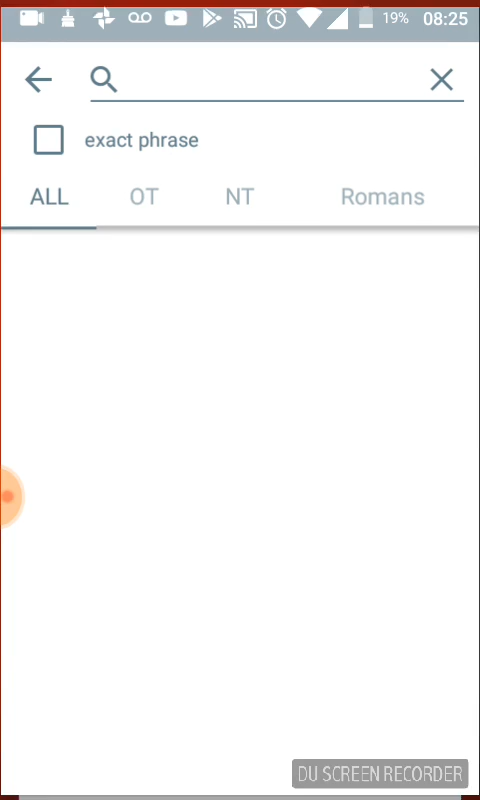 19% 08:25
exact phrase
ALL OT NT Romans
DU SCREEN RECORDER